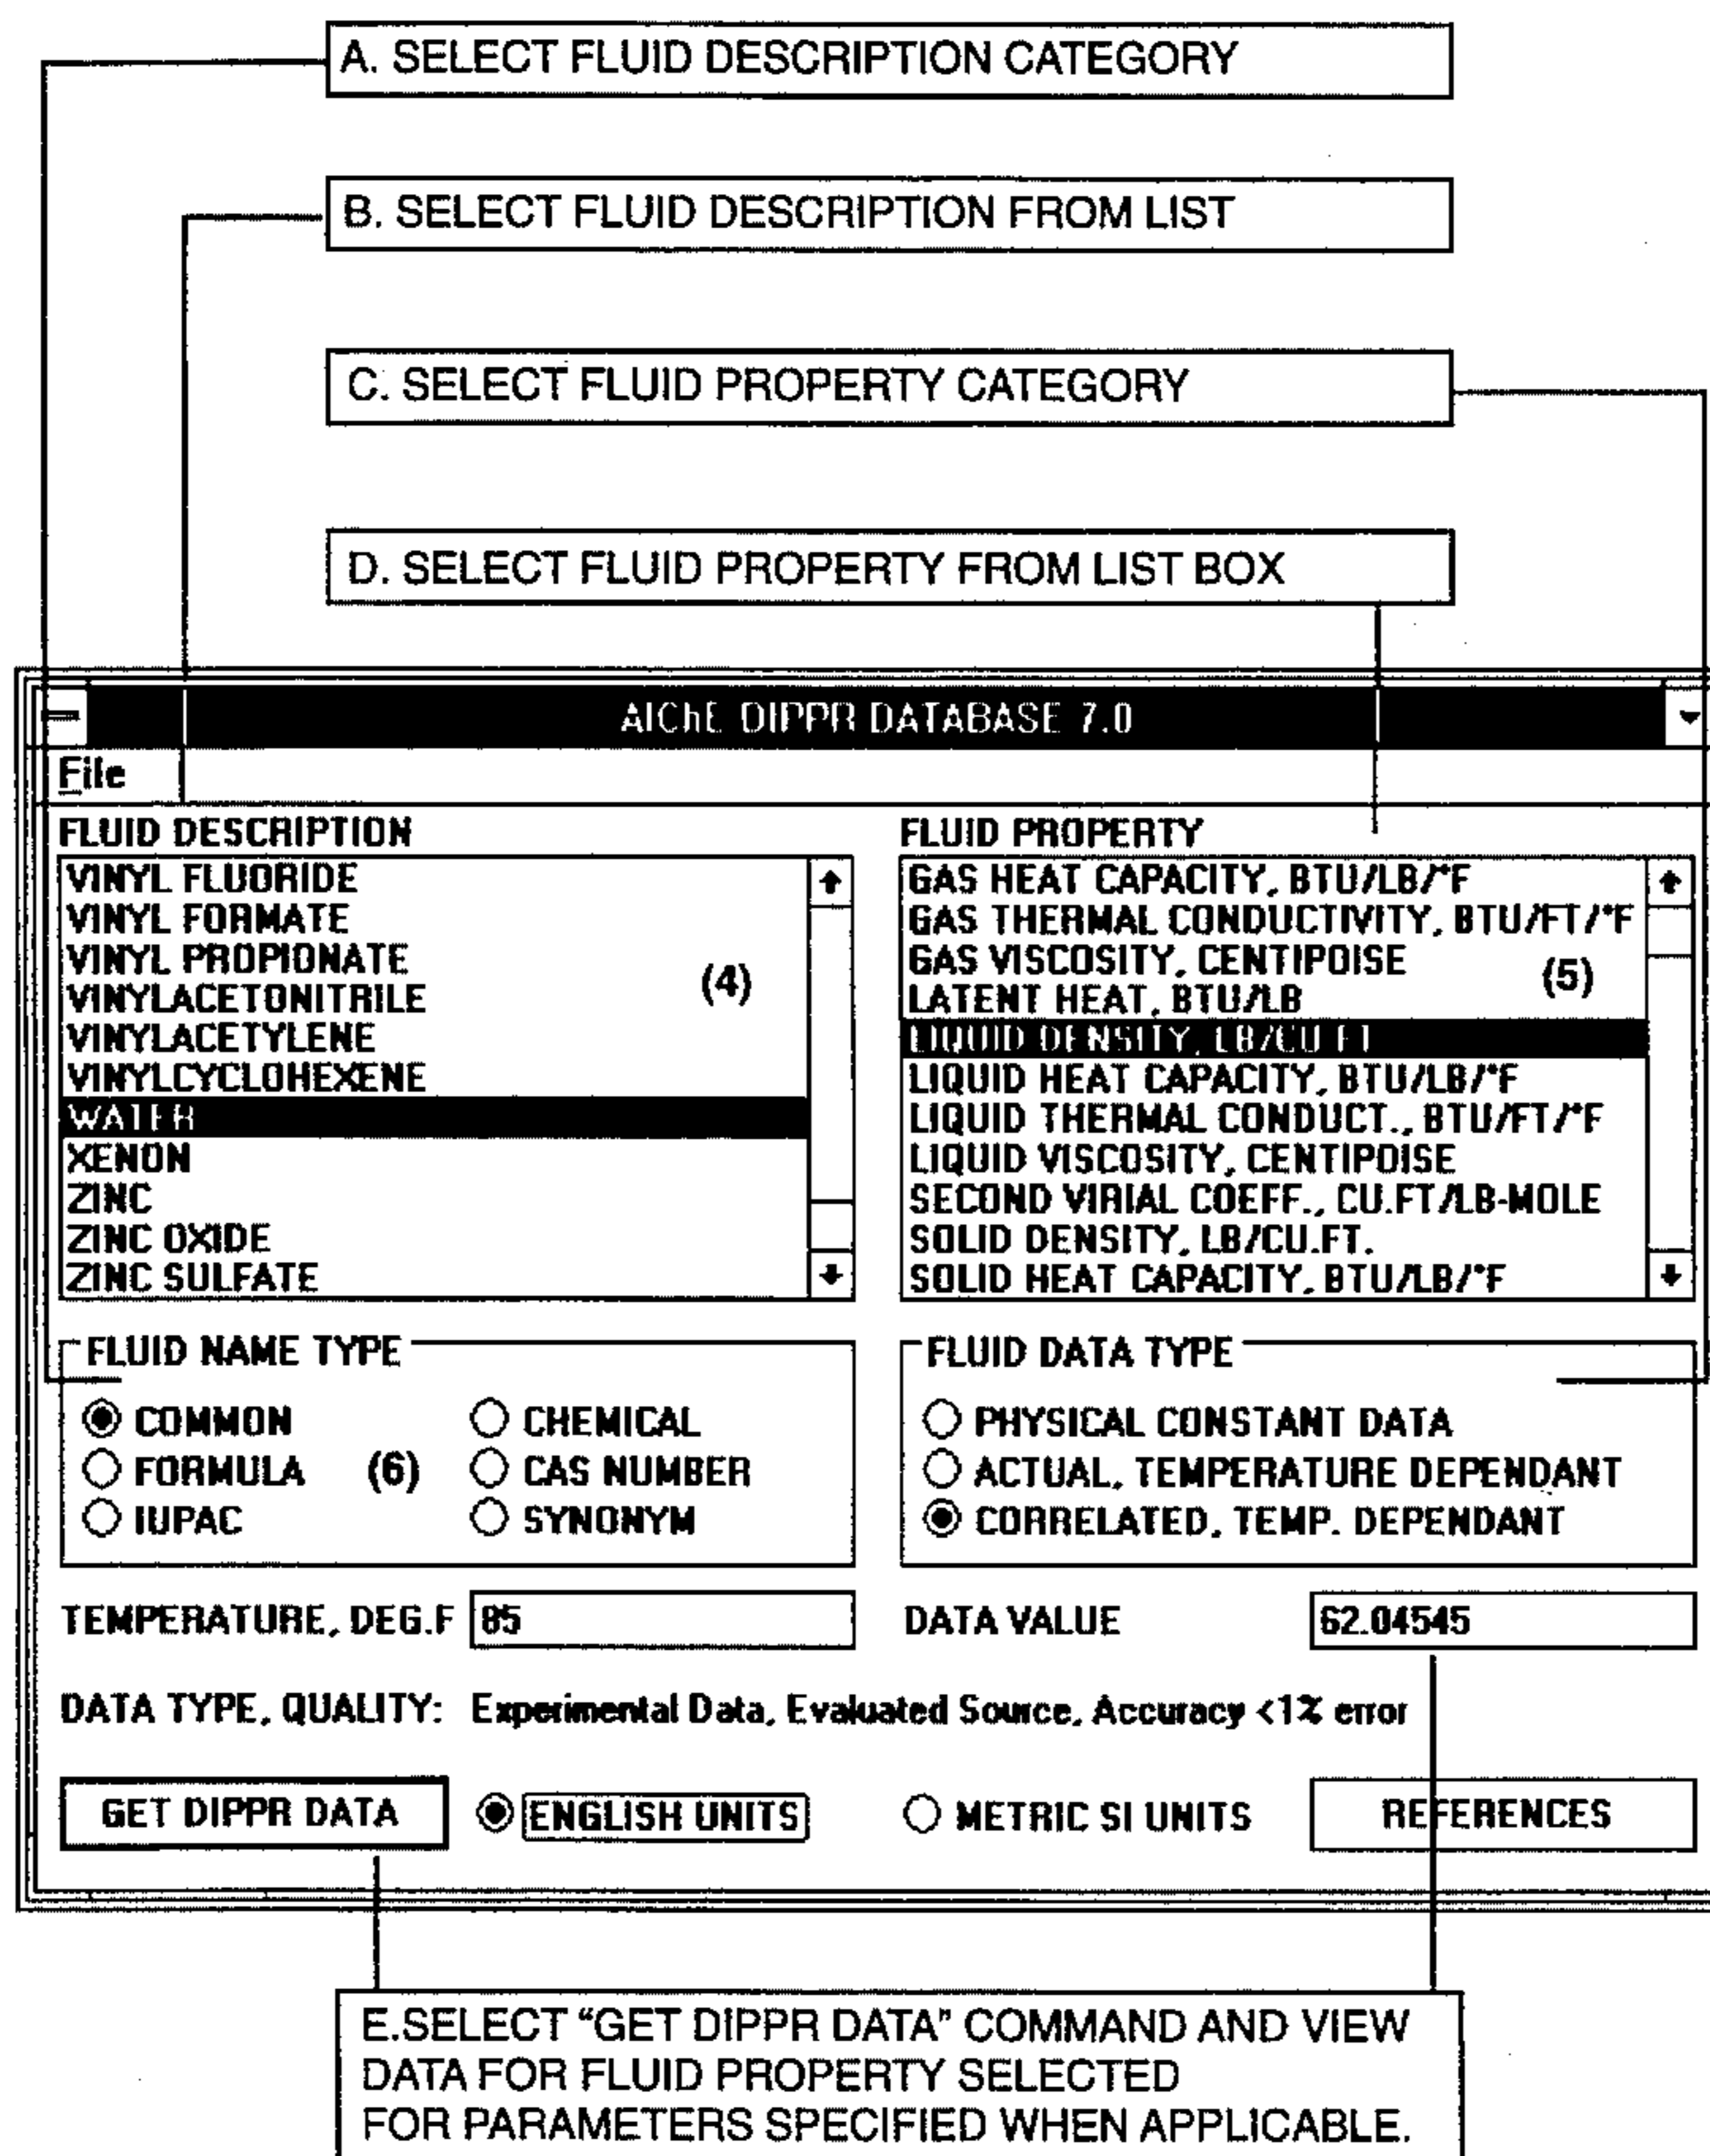 A. SELECT FLUID DESCRIPTION CATEGORY
B. SELECT FLUID DESCRIPTION FROM LIST
C. SELECT FLUID PROPERTY CATEGORY
D. SELECT FLUID PROPERTY FROM LIST BOX
AIChE DIPPR DATABASE 7.0
File
FLUID DESCRIPTION
VINYL FLUORIDE
VINYL FORMATE
VINYL PROPIONATE
(4)
VINYLACETONITRILE
VINYLACETYLENE
VINYLCYCLOHEXENE
WATER
XENON
ZINC
ZINC OXIDE
ZINC SULFATE
FLUID PROPERTY
GAS HEAT CAPACITY, BTU/LB/°F
GAS THERMAL CONDUCTIVITY, BTU/FT/°F
GAS VISCOSITY, CENTIPOISE
(5)
LATENT HEAT, BTU/LB
LIQUID DENSITY, LB/CU FT
LIQUID HEAT CAPACITY, BTU/LB/°F
LIQUID THERMAL CONDUCT., BTU/FT/°F
LIQUID VISCOSITY, CENTIPOISE
SECOND VIRIAL COEFF., CU.FT/LB-MOLE
SOLID DENSITY, LB/CU.FT.
SOLID HEAT CAPACITY, BTU/LB/°F
FLUID NAME TYPE
COMMON CHEMICAL
FORMULA (6) CAS NUMBER
IUPAC SYNONYM
FLUID DATA TYPE
PHYSICAL CONSTANT DATA
ACTUAL, TEMPERATURE DEPENDANT
CORRELATED, TEMP. DEPENDANT
TEMPERATURE, DEG.F 85 DATA VALUE 62.04545
DATA TYPE, QUALITY: Experimental Data, Evaluated Source, Accuracy <1% error
GET DIPPR DATA ENGLISH UNITS METRIC SI UNITS REFERENCES
E.SELECT “GET DIPPR DATA” COMMAND AND VIEW
DATA FOR FLUID PROPERTY SELECTED
FOR PARAMETERS SPECIFIED WHEN APPLICABLE.